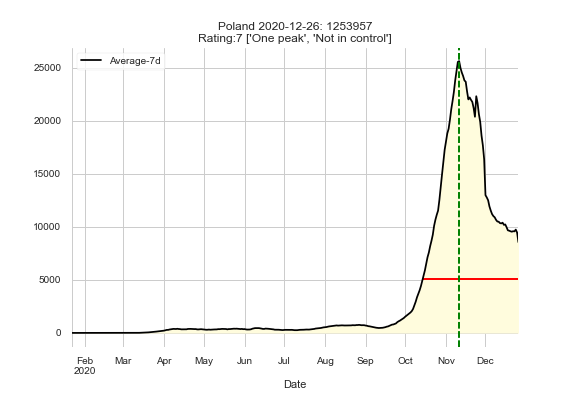 Poland 2020-12-26: 1253957
Rating:7 ['One peak', 'Not in control']
Average-7d
25000
20000
15000
10000
5000
0
Feb Mar Apr May Jun Jul Aug Sep Oct Nov Dec
2020
Date